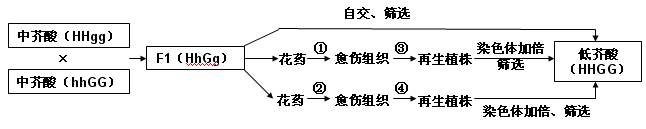 自交、筛选
中芥酸（HHgg）
×
中芥酸（hhGG）
F1（HhGg）
花药 ① 愈伤组织 ③ 再生植株 染色体加倍 筛选
花药 ② 愈伤组织 ④ 再生植株 染色体加倍、筛选
低芥酸
（HHGG）